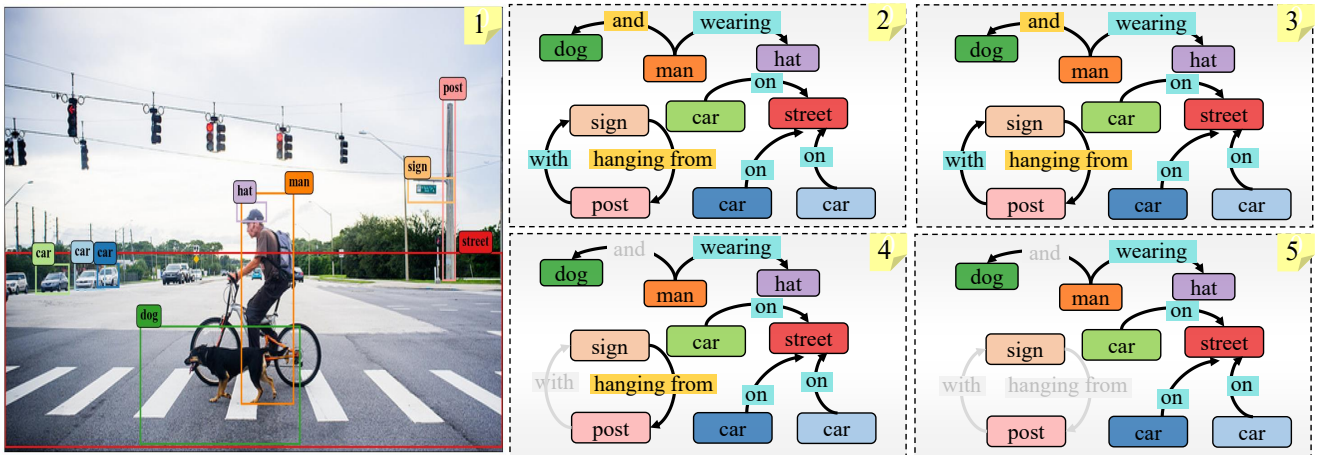 1
post
sign
man
hat
street
car
car
car
dog
2
and
wearing
dog
man
hat
on
sign
car
street
with
hanging from
on
on
post
car
car
3
and
wearing
dog
man
hat
on
sign
car
street
with
hanging from
on
on
post
car
car
4
and
wearing
dog
man
hat
on
sign
car
street
with
hanging from
on
on
post
car
car
5
and
wearing
dog
man
hat
on
sign
car
street
with
hanging from
on
on
post
car
car